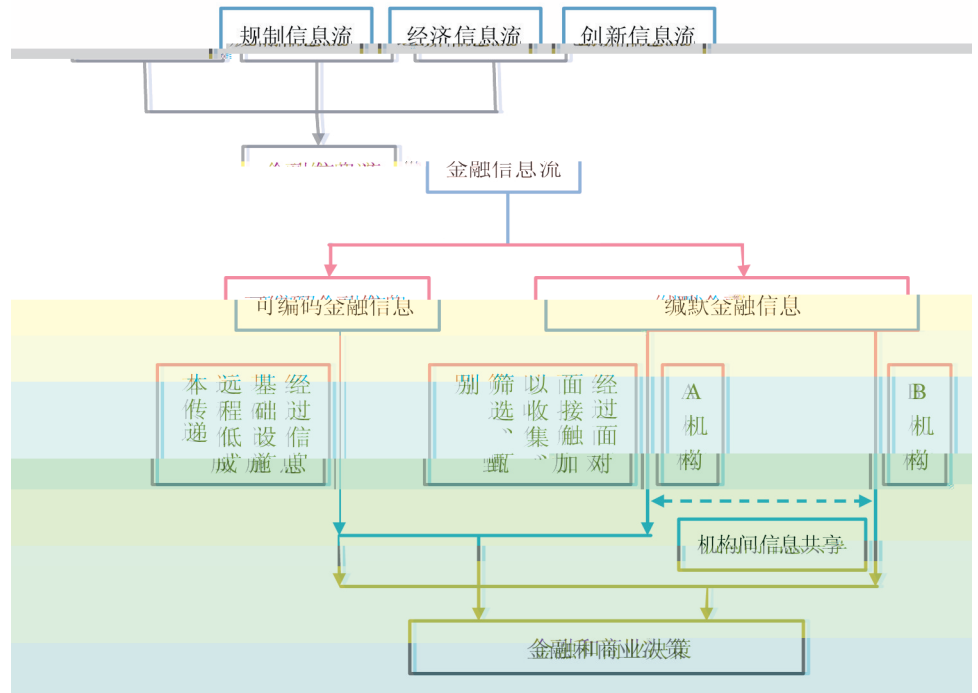 规制信息流
经济信息流
创新信息流
金融信息流
可编码金融信息
缄默金融信息
经过信息
基础设施
远程低成
本传递
经过面对
面接触加
以收集、
筛选、甄
别
A机构
B机构
机构间信息共享
金融和商业决策